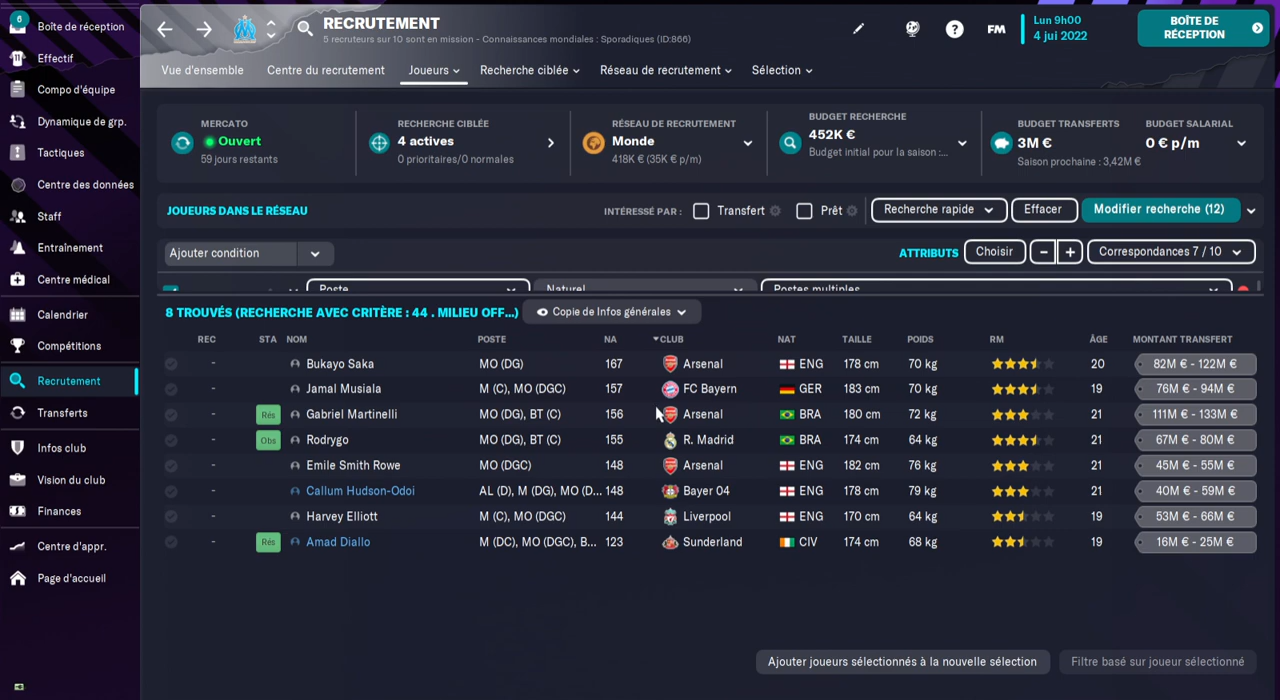 6
Boîte de réception
Effectif
Compo d'équipe
Dynamique de grp.
Tactiques
Centre des données
Staff
Entraînement
Centre médical
Calendrier
Compétitions
Recrutement
Transferts
Infos club
Vision du club
Finances
Centre d'appr.
Page d'accueil
RECRUTEMENT
5 recruteurs sur 10 sont en mission - Connaissances mondiales : Sporadiques (ID:866)
? FM Lun 9h00
4 jui 2022
BOÎTE DE
RÉCEPTION
Vue d'ensemble Centre du recrutement Joueurs Recherche ciblée Réseau de recrutement Sélection
MERCATO
Ouvert
59 jours restants
RECHERCHE CIBLÉE
4 actives
0 prioritaires/0 normales
RÉSEAU DE RECRUTEMENT
Monde
418K € (35K € p/m)
BUDGET RECHERCHE
452K €
Budget initial pour la saison :...
BUDGET TRANSFERTS BUDGET SALARIAL
3M € 0 € p/m
Saison prochaine : 3,42M €
JOUEURS DANS LE RÉSEAU INTÉRESSÉ PAR : Transfert Prêt Recherche rapide Effacer Modifier recherche (12)
Ajouter condition ATTRIBUTS Choisir - + Correspondances 7 / 10
Poste Naturel Postes multiples
8 TROUVÉS (RECHERCHE AVEC CRITÈRE : 44 . MILIEU OFF...) Copie de Infos générales
REC STA NOM POSTE NA CLUB NAT TAILLE POIDS RM ÂGE MONTANT TRANSFERT
- Bukayo Saka MO (DG) 167 Arsenal ENG 178 cm 70 kg 20 82M € - 122M €
- Jamal Musiala M (C), MO (DGC) 157 FC Bayern GER 183 cm 70 kg 19 76M € - 94M €
- Rés Gabriel Martinelli MO (DG), BT (C) 156 Arsenal BRA 180 cm 72 kg 21 111M € - 133M €
- Obs Rodrygo MO (DG), BT (C) 155 R. Madrid BRA 174 cm 64 kg 21 67M € - 80M €
- Emile Smith Rowe MO (DGC) 148 Arsenal ENG 182 cm 76 kg 21 45M € - 55M €
- Callum Hudson-Odoi AL (D), M (DG), MO (D... 148 Bayer 04 ENG 178 cm 79 kg 21 40M € - 59M €
- Harvey Elliott M (C), MO (DGC) 144 Liverpool ENG 170 cm 64 kg 19 53M € - 66M €
- Rés Amad Diallo M (DC), MO (DGC), B... 123 Sunderland CIV 174 cm 68 kg 19 16M € - 25M €
Ajouter joueurs sélectionnés à la nouvelle sélection Filtre basé sur joueur sélectionné